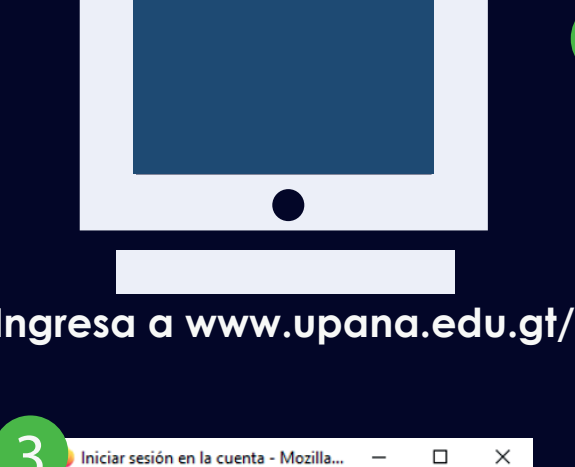 Ingresa a www.upana.edu.gt/
3
Iniciar sesión en la cuenta - Mozilla...